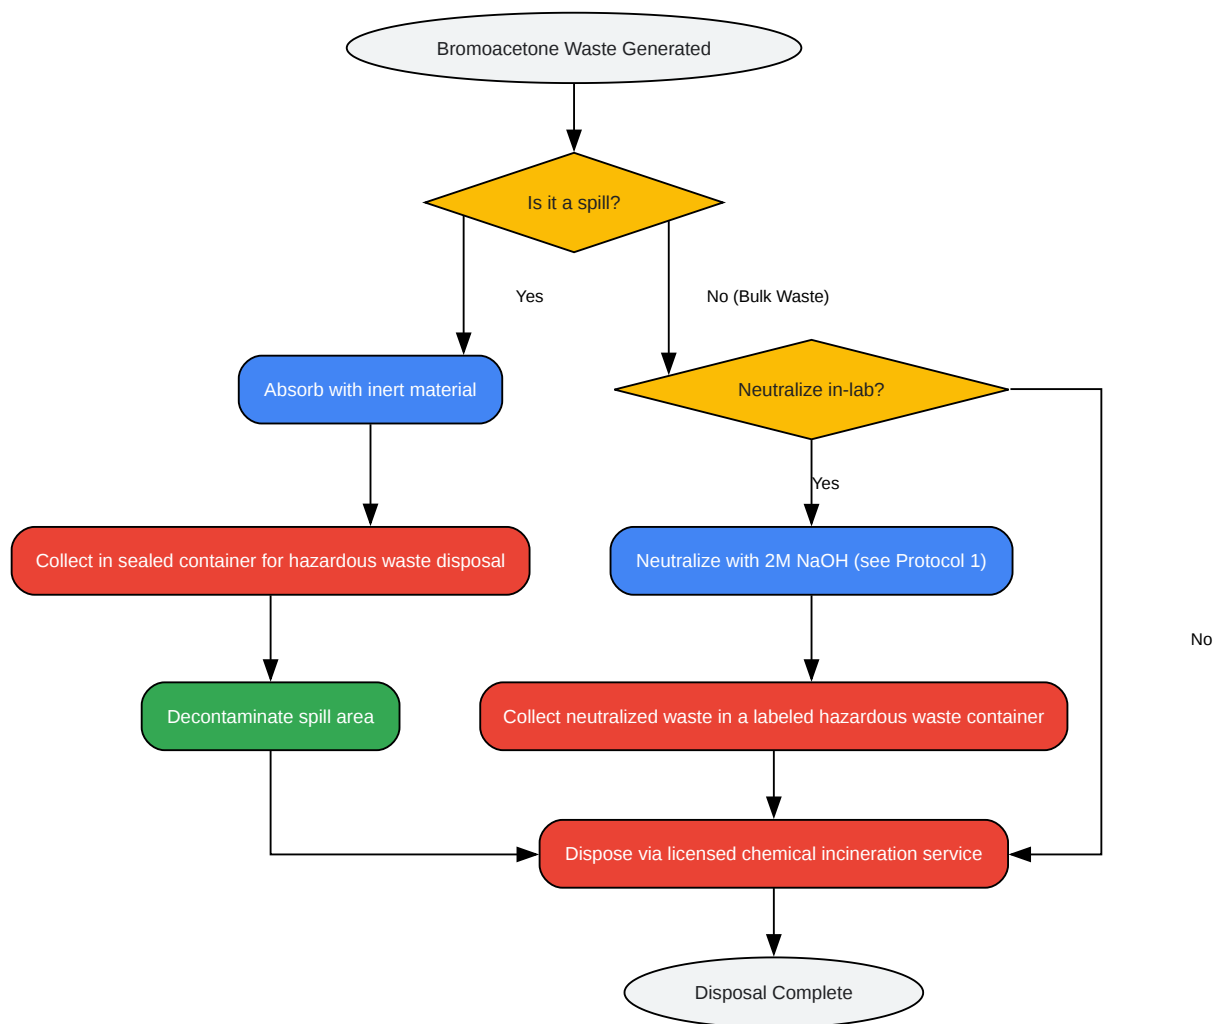 Bromoacetone Waste Generated
Is it a spill?
Yes
No (Bulk Waste)
Absorb with inert material
Neutralize in-lab?
Yes
Collect in sealed container for hazardous waste disposal
Neutralize with 2M NaOH (see Protocol 1)
No
Decontaminate spill area
Collect neutralized waste in a labeled hazardous waste container
Dispose via licensed chemical incineration service
Disposal Complete